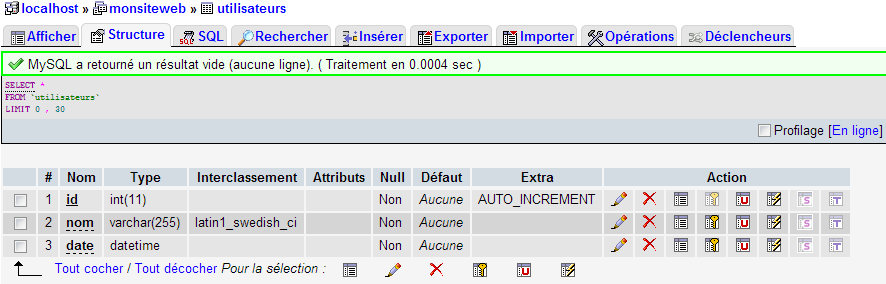 localhost » monsiteweb » utilisateurs
Afficher Structure SQL Rechercher Insérer Exporter Importer Opérations Déclencheurs
MySQL a retourné un résultat vide (aucune ligne). ( Traitement en 0.0004 sec )
SELECT *
FROM `utilisateurs`
LIMIT 0 , 30
Profilage [En ligne]
# Nom Type Interclassement Attributs Null Défaut Extra Action
1 id int(11) Non Aucune AUTO_INCREMENT
2 nom varchar(255) latin1_swedish_ci Non Aucune
3 date datetime Non Aucune
Tout cocher / Tout décocher Pour la sélection :